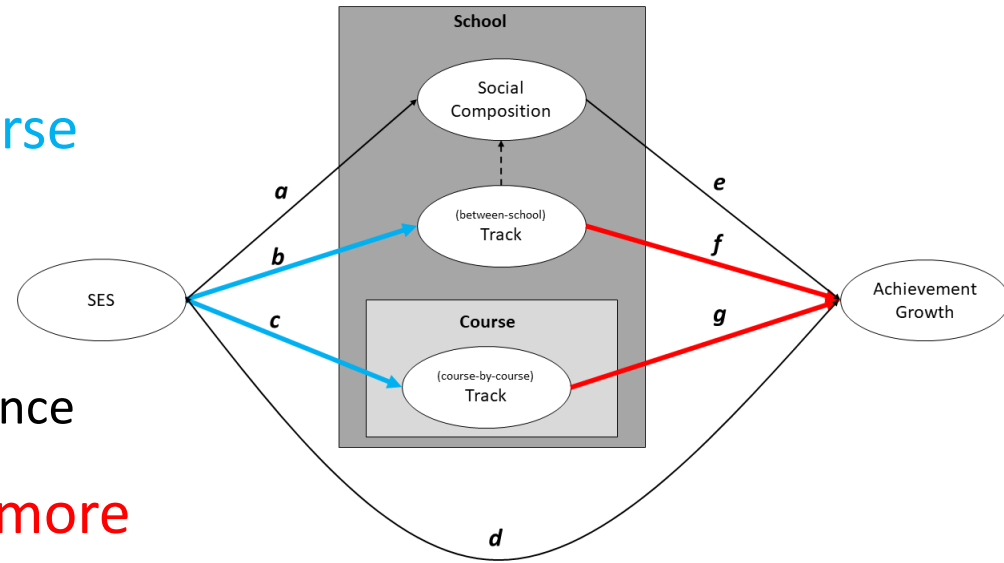 School
Social
Composition
rse
a
e
(between-school)
Track
b
f
SES
Achievement
Growth
c
Course
g
(course-by-course)
Track
nce
more
d